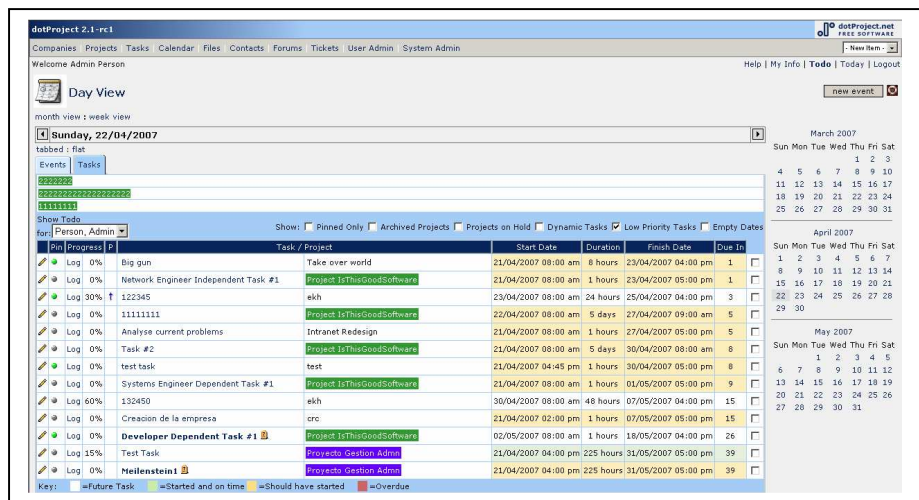 dotProject 2.1-rc1
dotProject.net
FREE SOFTWARE
Companies Projects Tasks Calendar Files Contacts Forums Tickets User Admin System Admin
- New Item -
Welcome Admin Person
Help | My Info | Todo | Today | Logout
Day View
new event
month view : week view
Sunday, 22/04/2007
tabbed : flat
Events Tasks
2222222
2222222222222222222
11111111
Show Todo
for: Person, Admin
Show: Pinned Only Archived Projects Projects on Hold Dynamic Tasks Low Priority Tasks Empty Dates
Pin Progress P Task / Project Start Date Duration Finish Date Due In
Log 0% Big gun Take over world 21/04/2007 08:00 am 8 hours 23/04/2007 04:00 pm 1
Log 0% Network Engineer Independent Task #1 Project IsThisGoodSoftware 21/04/2007 08:00 am 1 hours 23/04/2007 05:00 pm 1
Log 30% 122345 ekh 23/04/2007 08:00 am 24 hours 25/04/2007 04:00 pm 3
Log 0% 11111111 Project IsThisGoodSoftware 22/04/2007 08:00 am 5 days 27/04/2007 09:00 am 5
Log 0% Analyse current problems Intranet Redesign 21/04/2007 08:00 am 1 hours 27/04/2007 05:00 pm 5
Log 0% Task #2 Project IsThisGoodSoftware 21/04/2007 08:00 am 5 days 30/04/2007 08:00 am 8
Log 0% test task test 21/04/2007 04:45 pm 1 hours 30/04/2007 05:00 pm 8
Log 0% Systems Engineer Dependent Task #1 Project IsThisGoodSoftware 21/04/2007 08:00 am 1 hours 01/05/2007 05:00 pm 9
Log 60% 132450 ekh 30/04/2007 08:00 am 48 hours 07/05/2007 04:00 pm 15
Log 0% Creacion de la empresa crc 21/04/2007 02:00 pm 1 hours 07/05/2007 05:00 pm 15
Log 0% Developer Dependent Task #1 Project IsThisGoodSoftware 02/05/2007 08:00 am 1 hours 18/05/2007 04:00 pm 26
Log 15% Test Task Proyecto Gestion Admn 21/04/2007 04:00 pm 225 hours 31/05/2007 05:00 pm 39
Log 0% Meilenstein1 Proyecto Gestion Admn 21/04/2007 04:00 pm 225 hours 31/05/2007 05:00 pm 39
Key: =Future Task =Started and on time =Should have started =Overdue
March 2007
Sun Mon Tue Wed Thu Fri Sat
1 2 3
4 5 6 7 8 9 10
11 12 13 14 15 16 17
18 19 20 21 22 23 24
25 26 27 28 29 30 31
April 2007
Sun Mon Tue Wed Thu Fri Sat
1 2 3 4 5 6 7
8 9 10 11 12 13 14
15 16 17 18 19 20 21
22 23 24 25 26 27 28
29 30
May 2007
Sun Mon Tue Wed Thu Fri Sat
1 2 3 4 5
6 7 8 9 10 11 12
13 14 15 16 17 18 19
20 21 22 23 24 25 26
27 28 29 30 31